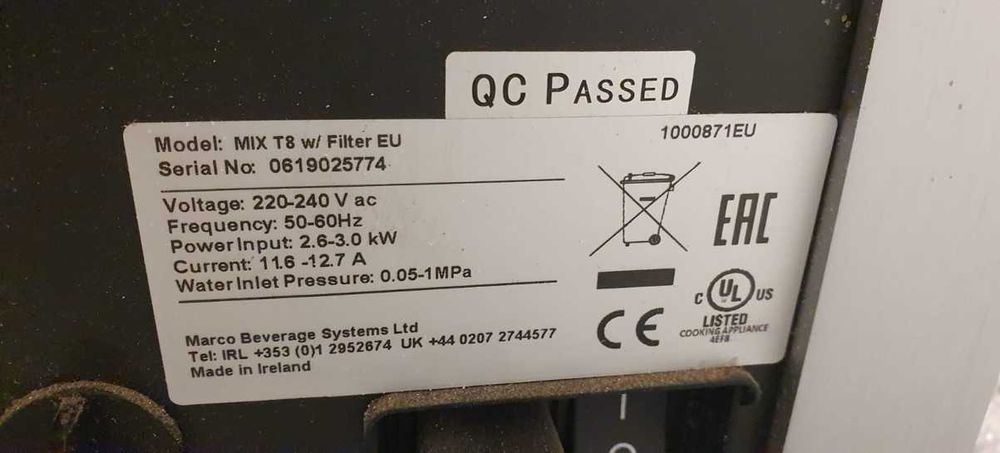 QC PASSED
Model: MIX T8 w/ Filter EU
1000871EU
Serial No: 0619025774
Voltage: 220-240 V ac
Frequency: 50-60Hz
Power Input: 2.6-3.0 kW
Current: 11.6 -12.7 A
Water Inlet Pressure: 0.05-1MPa
EAC
CE
C UL US
LISTED
COOKING APPLIANCE
4EF8
Marco Beverage Systems Ltd
Tel: IRL +353 (0)1 2952674 UK +44 0207 2744577
Made in Ireland